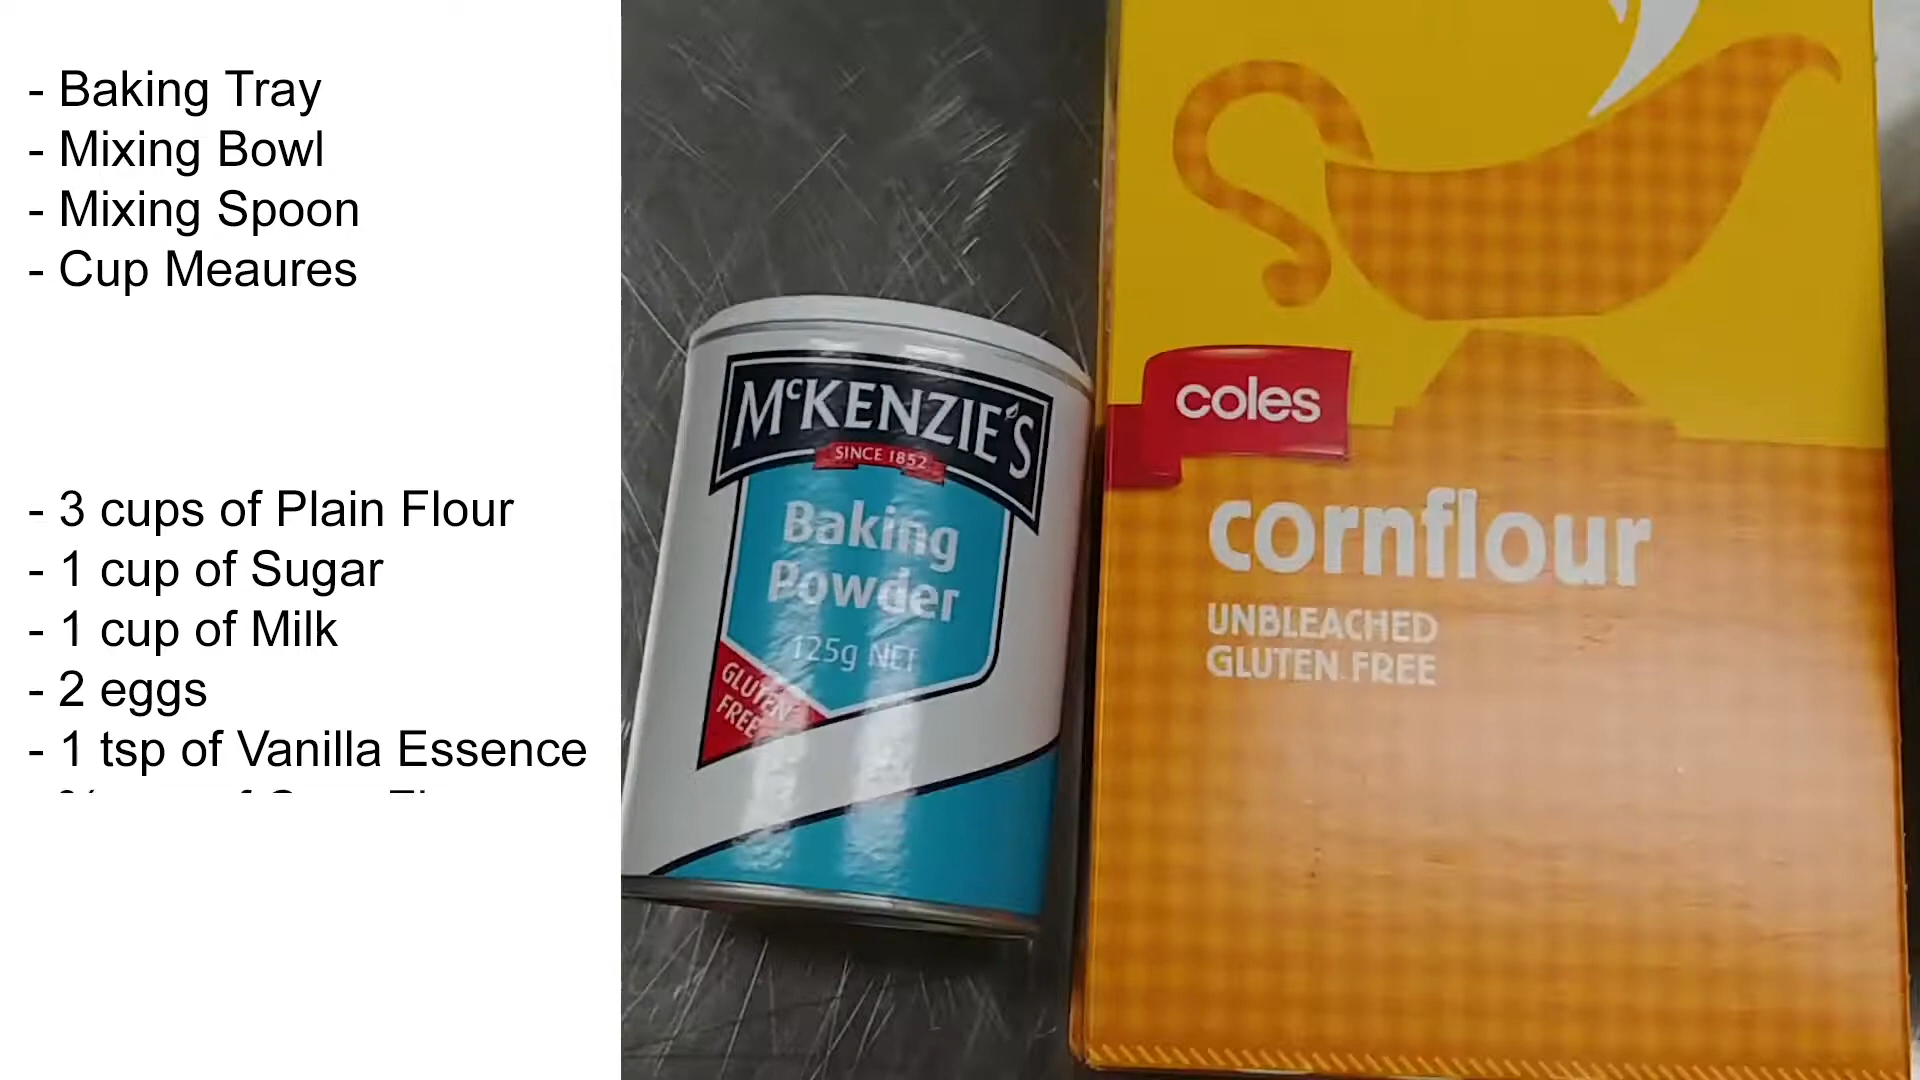 - Baking Tray
- Mixing Bowl
- Mixing Spoon
- Cup Meaures
- 3 cups of Plain Flour
- 1 cup of Sugar
- 1 cup of Milk
- 2 eggs
- 1 tsp of Vanilla Essence
McKENZIE'S
SINCE 1852
Baking
Powder
125g NET
GLUTEN
FREE
coles
cornflour
UNBLEACHED
GLUTEN FREE